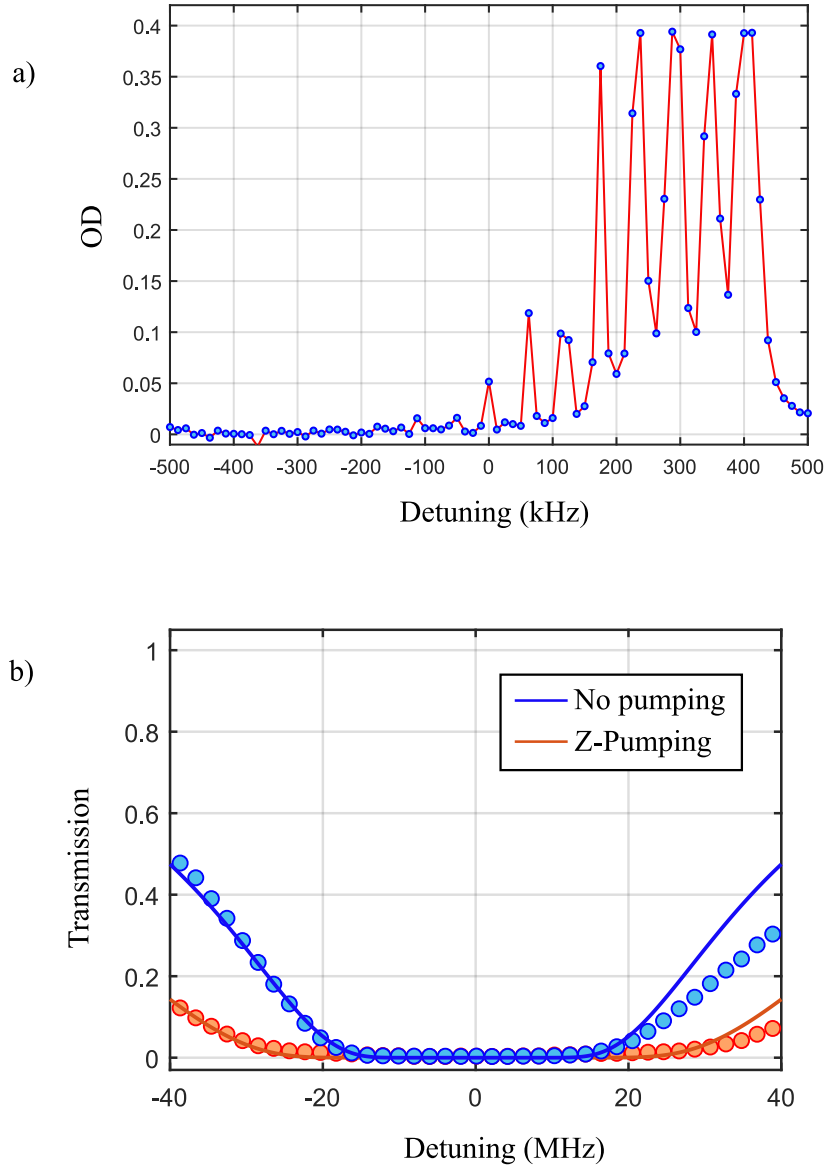 a)
OD
0.4
0.35
0.3
0.25
0.2
0.15
0.1
0.05
0
-500 -400 -300 -200 -100 0 100 200 300 400 500
Detuning (kHz)
b)
Transmission
1
0.8
0.6
0.4
0.2
0
No pumping
Z-Pumping
-40 -20 0 20 40
Detuning (MHz)